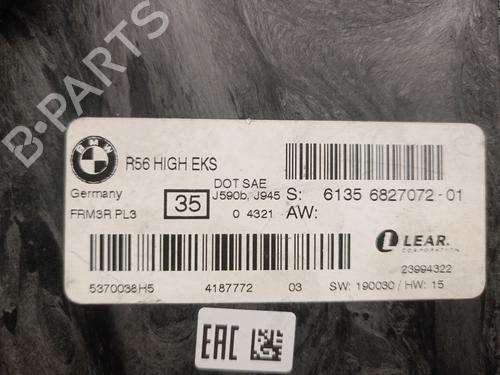 B-PARTS
BMW
R56 HIGH EKS
Germany
35
DOT SAE
J590b, J945
S: 6135 6827072-01
FRM3R PL3
0 4321
AW:
LEAR.
CORPORATION
23994322
5370038H5
4187772
03
SW: 190030 / HW: 15
EAC